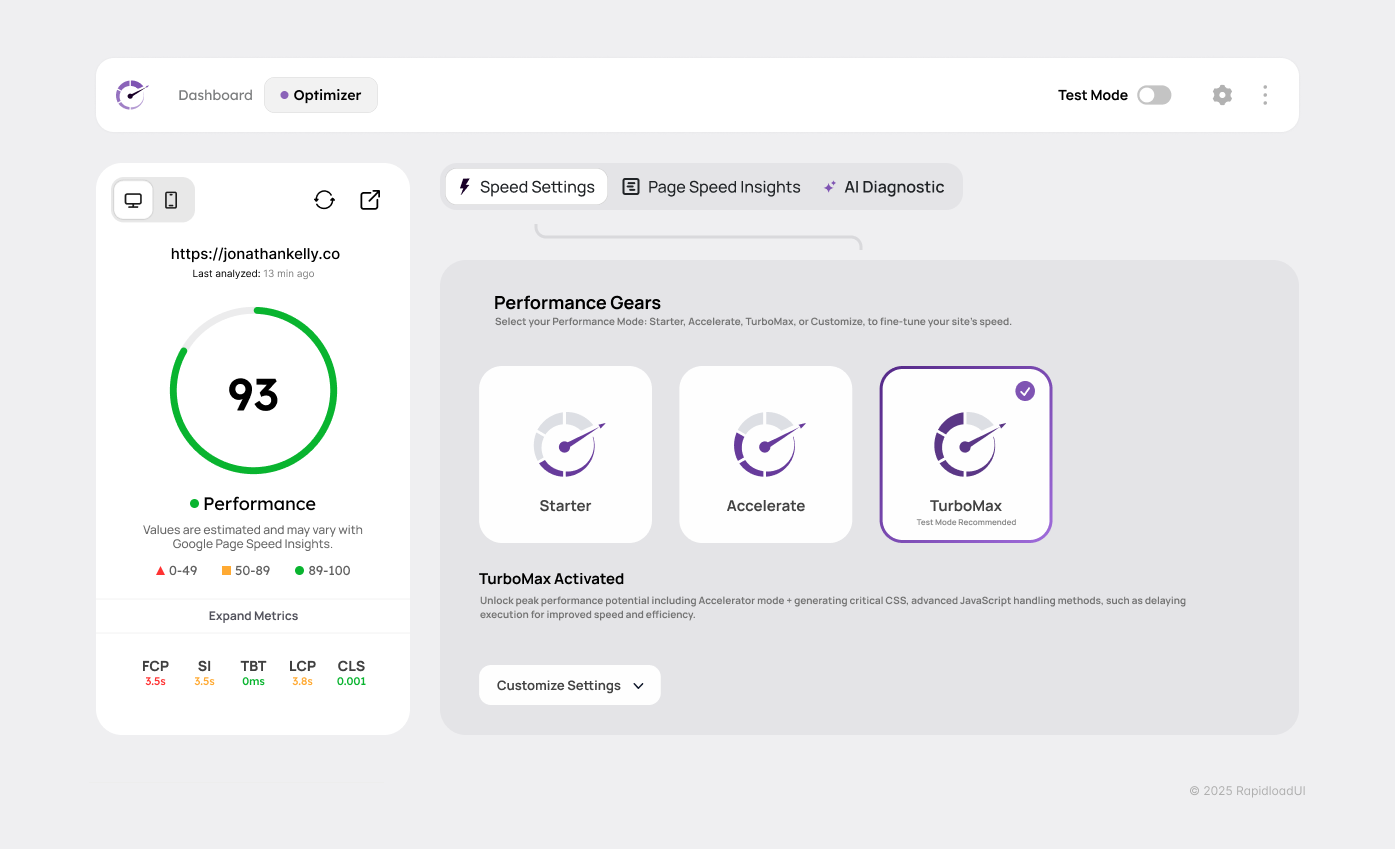 Dashboard
Optimizer
Test Mode
Speed Settings
Page Speed Insights
AI Diagnostic
https://jonathankelly.co
Last analyzed: 13 min ago
93
Performance
Values are estimated and may vary with
Google Page Speed Insights.
0-49
50-89
89-100
Expand Metrics
FCP SI TBT LCP CLS
3.5s 3.5s 0ms 3.8s 0.001
Performance Gears
Select your Performance Mode: Starter, Accelerate, TurboMax, or Customize, to fine-tune your site's speed.
Starter
Accelerate
TurboMax
Test Mode Recommended
TurboMax Activated
Unlock peak performance potential including Accelerator mode + generating critical CSS, advanced JavaScript handling methods, such as delaying
execution for improved speed and efficiency.
Customize Settings
© 2025 RapidloadUI